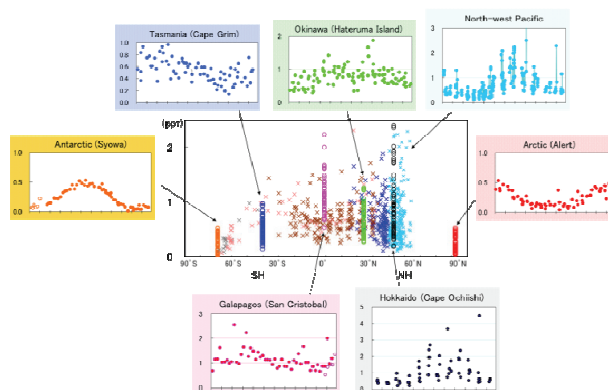 Tasmania (Cape Grim)
1.0
0.8
0.6
0.4
0.2
0.0
Okinawa (Hateruma Island)
2
1
0
North-west Pacific
3
2
1
0
Antarctic (Syowa)
1.0
0.5
0.0
(ppt)
2
1
0
90°S
60°S
SH
0
30°N
NH
60°N
90°N
Arctic (Alert)
1.0
0.5
0.0
Galapagos (San Cristobal)
3
2
1
0
Hokkaido (Cape Ochiishi)
5
4
3
2
1
0